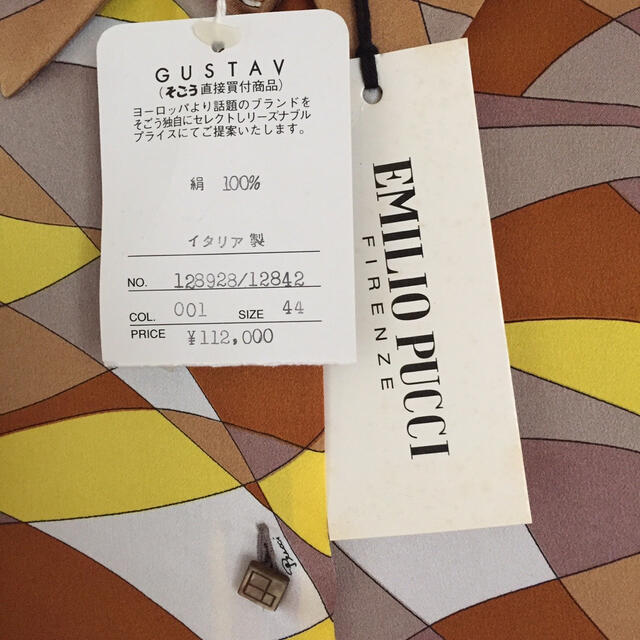 GUSTAV
(そごう直接買付商品)
ヨーロッパより話題のブランドを
そごう独自にセレクトしリーズナブル
プライスにてご提案いたします。
絹 100%
イタリア製
NO. 128928/12842
COL. 001 SIZE 44
PRICE ¥112,000
EMILIO PUCCI
FIRENZE
Pucci